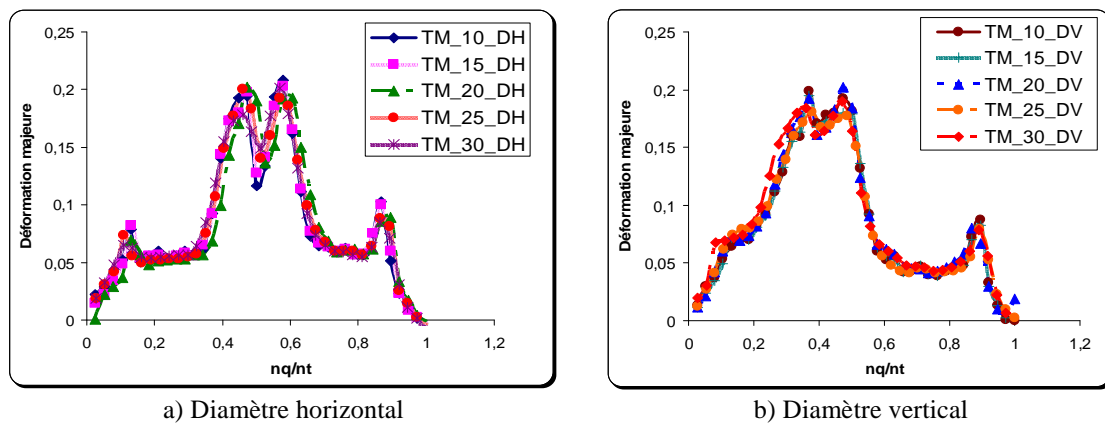 0,25
0,2
0,15
0,1
0,05
0
Déformation majeure
0 0,2 0,4 0,6 0,8 1 1,2
nq/nt
TM_10_DH
TM_15_DH
TM_20_DH
TM_25_DH
TM_30_DH
a) Diamètre horizontal
0,25
0,2
0,15
0,1
0,05
0
Déformation majeure
0 0,2 0,4 0,6 0,8 1 1,2
nq/nt
TM_10_DV
TM_15_DV
TM_20_DV
TM_25_DV
TM_30_DV
b) Diamètre vertical